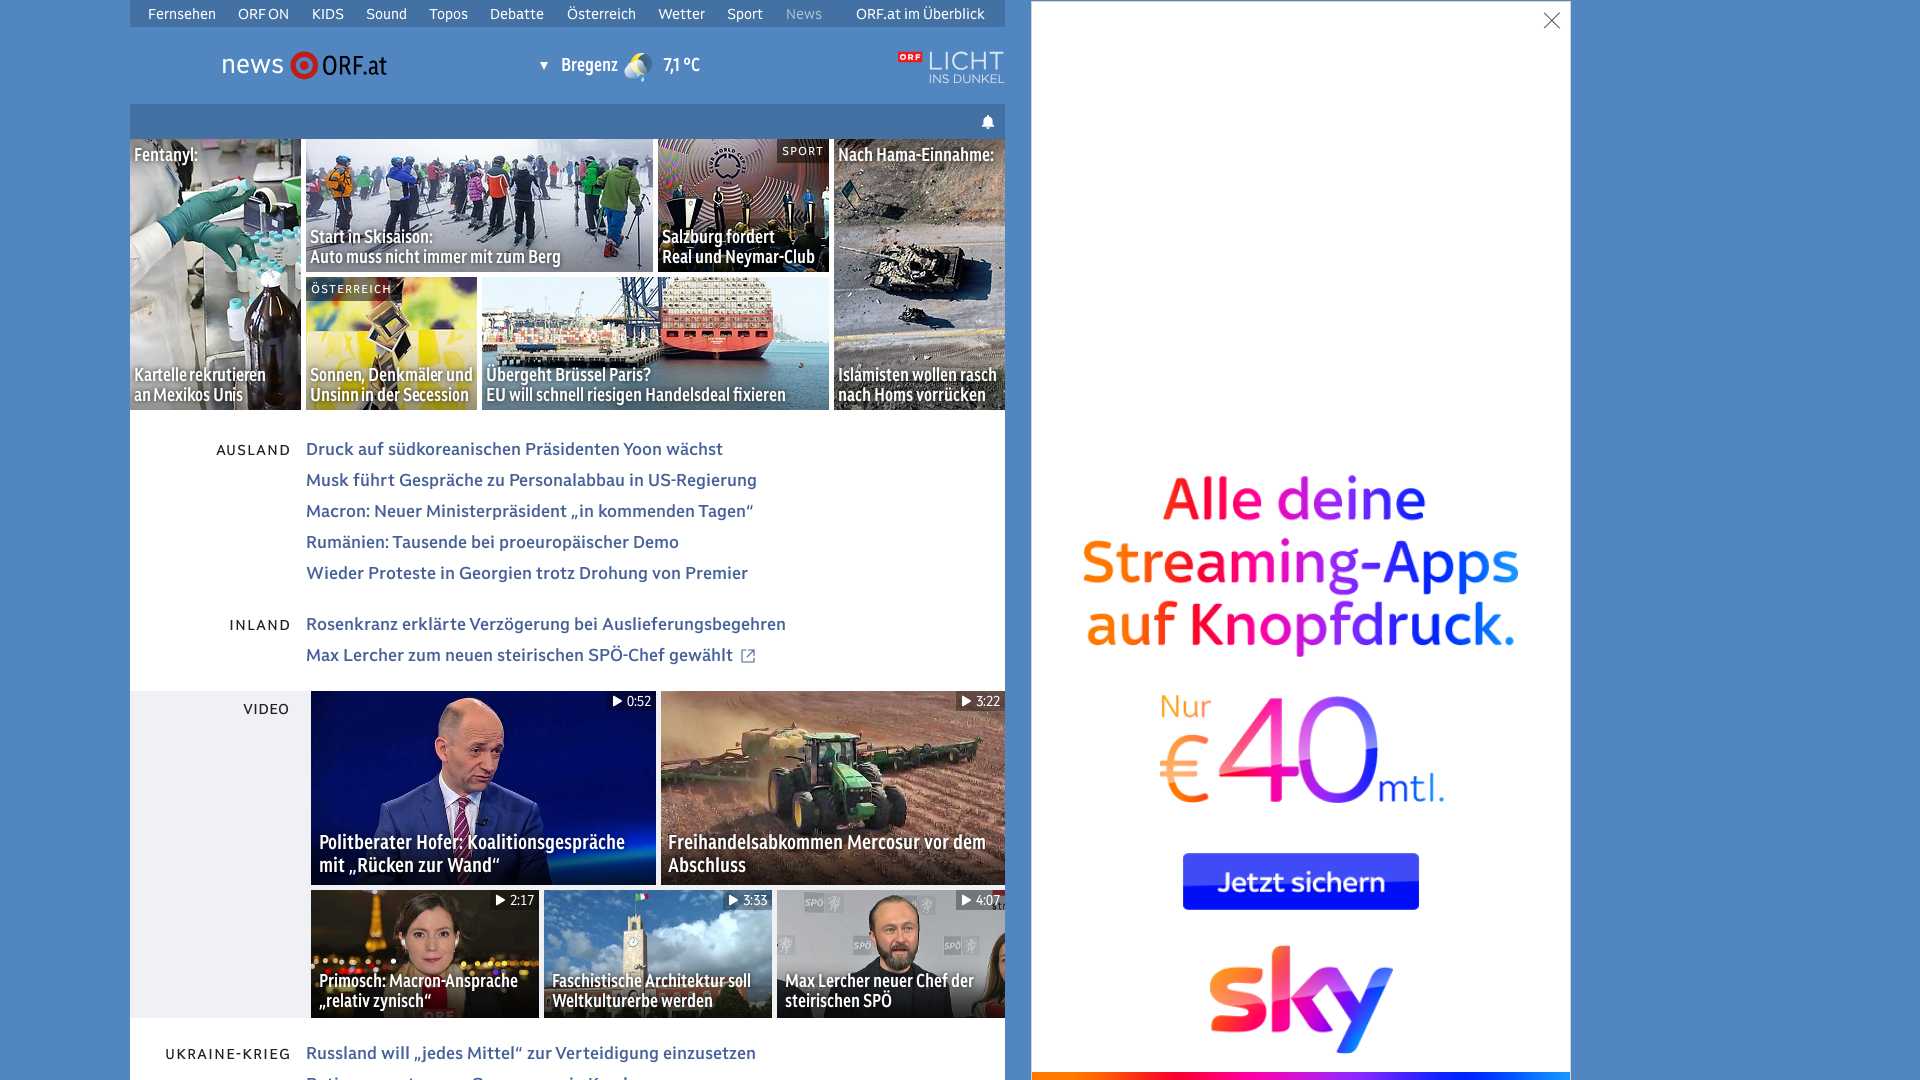 Fernsehen ORF ON KIDS Sound Topos Debatte Österreich Wetter Sport News ORF.at im Überblick
news ORF.at
▼ Bregenz 7,1 °C
ORF LICHT
INS DUNKEL
Fentanyl:
Kartelle rekrutieren
an Mexikos Unis
Start in Skisaison:
Auto muss nicht immer mit zum Berg
SPORT
Salzburg fordert
Real und Neymar-Club
Nach Hama-Einnahme:
Islamisten wollen rasch
nach Homs vorrücken
ÖSTERREICH
Sonnen, Denkmäler und
Unsinn in der Secession
Übergeht Brüssel Paris?
EU will schnell riesigen Handelsdeal fixieren
AUSLAND
Druck auf südkoreanischen Präsidenten Yoon wächst
Musk führt Gespräche zu Personalabbau in US-Regierung
Macron: Neuer Ministerpräsident „in kommenden Tagen“
Rumänien: Tausende bei proeuropäischer Demo
Wieder Proteste in Georgien trotz Drohung von Premier
INLAND
Rosenkranz erklärte Verzögerung bei Auslieferungsbegehren
Max Lercher zum neuen steirischen SPÖ-Chef gewählt
VIDEO
0:52
Politberater Hofer: Koalitionsgespräche
mit „Rücken zur Wand“
3:22
Freihandelsabkommen Mercosur vor dem
Abschluss
2:17
Primosch: Macron-Ansprache
„relativ zynisch“
3:33
Faschistische Architektur soll
Weltkulturerbe werden
4:07
Max Lercher neuer Chef der
steirischen SPÖ
UKRAINE-KRIEG
Russland will „jedes Mittel“ zur Verteidigung einzusetzen
Alle deine
Streaming-Apps
auf Knopfdruck.
Nur
€ 40 mtl.
Jetzt sichern
sky